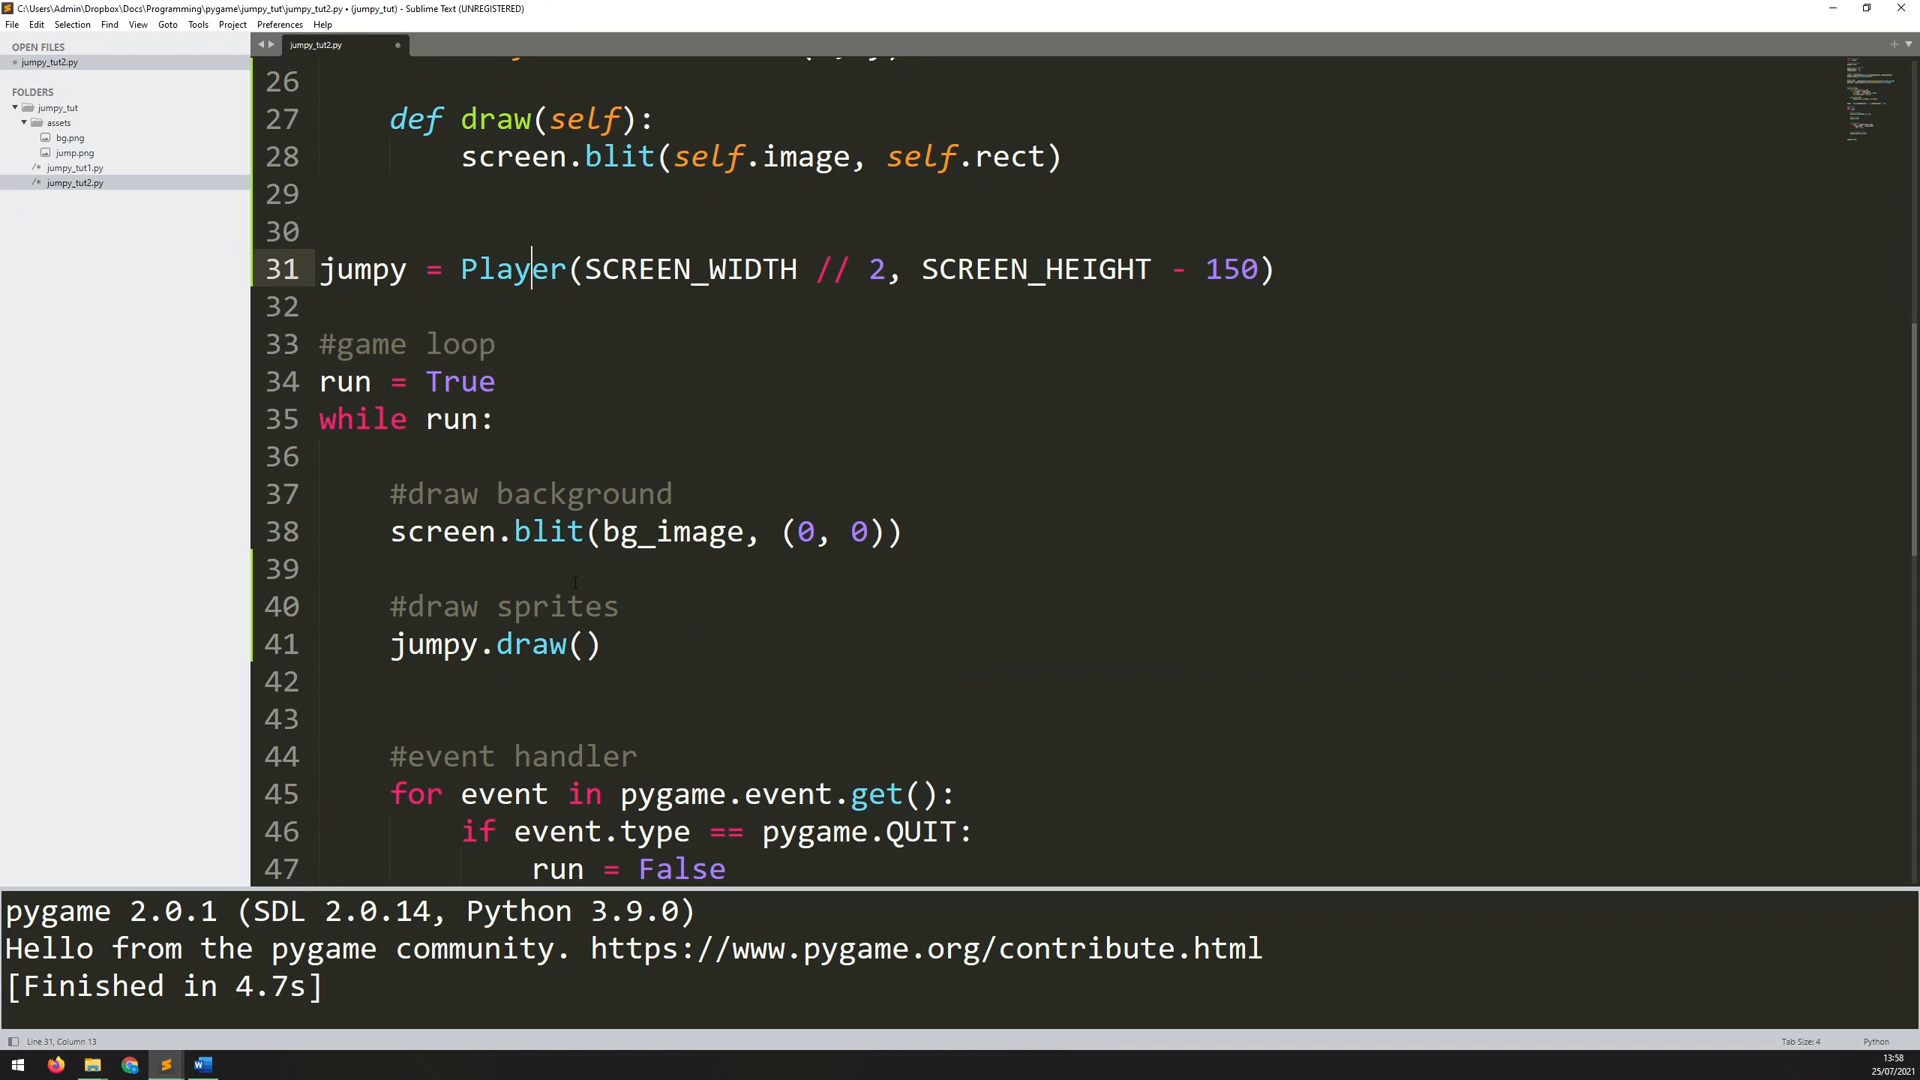 C:\Users\Admin\Dropbox\Docs\Programming\pygame\jumpy_tut\jumpy_tut2.py • (jumpy_tut) - Sublime Text (UNREGISTERED)
File Edit Selection Find View Goto Tools Project Preferences Help
OPEN FILES
jumpy_tut2.py
FOLDERS
jumpy_tut
assets
bg.png
jump.png
jumpy_tut1.py
jumpy_tut2.py
jumpy_tut2.py
26
27 def draw(self):
28 screen.blit(self.image, self.rect)
29
30
31 jumpy = Player(SCREEN_WIDTH // 2, SCREEN_HEIGHT - 150)
32
33 #game loop
34 run = True
35 while run:
36
37 #draw background
38 screen.blit(bg_image, (0, 0))
39
40 #draw sprites
41 jumpy.draw()
42
43
44 #event handler
45 for event in pygame.event.get():
46 if event.type == pygame.QUIT:
47 run = False
pygame 2.0.1 (SDL 2.0.14, Python 3.9.0)
Hello from the pygame community. https://www.pygame.org/contribute.html
[Finished in 4.7s]
Line 31, Column 13
Tab Size: 4
Python
13:58
25/07/2021